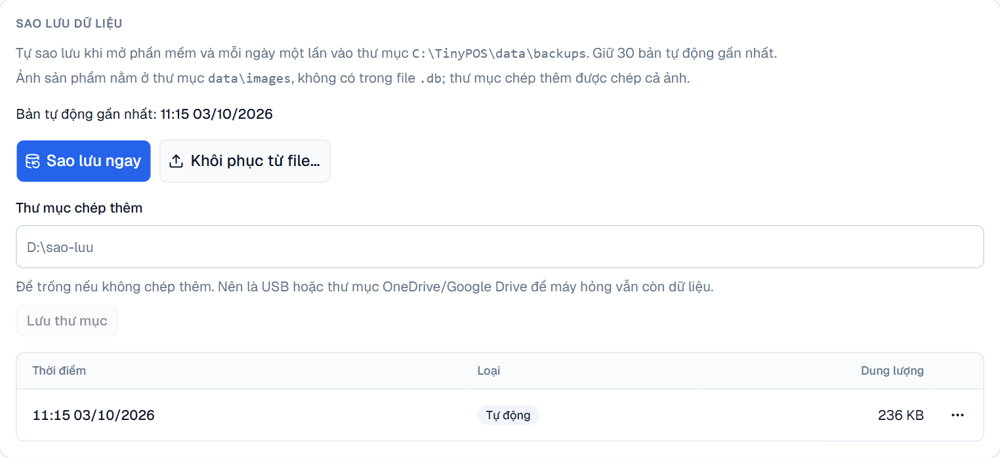 SAO LƯU DỮ LIỆU
Tự sao lưu khi mở phần mềm và mỗi ngày một lần vào thư mục C:\TinyPOS\data\backups. Giữ 30 bản tự động gần nhất.
Ảnh sản phẩm nằm ở thư mục data\images, không có trong file .db; thư mục chép thêm được chép cả ảnh.
Bản tự động gần nhất: 11:15 03/10/2026
Sao lưu ngay
Khôi phục từ file...
Thư mục chép thêm
D:\sao-luu
Để trống nếu không chép thêm. Nên là USB hoặc thư mục OneDrive/Google Drive để máy hỏng vẫn còn dữ liệu.
Lưu thư mục
Thời điểm Loại Dung lượng
11:15 03/10/2026 Tự động 236 KB